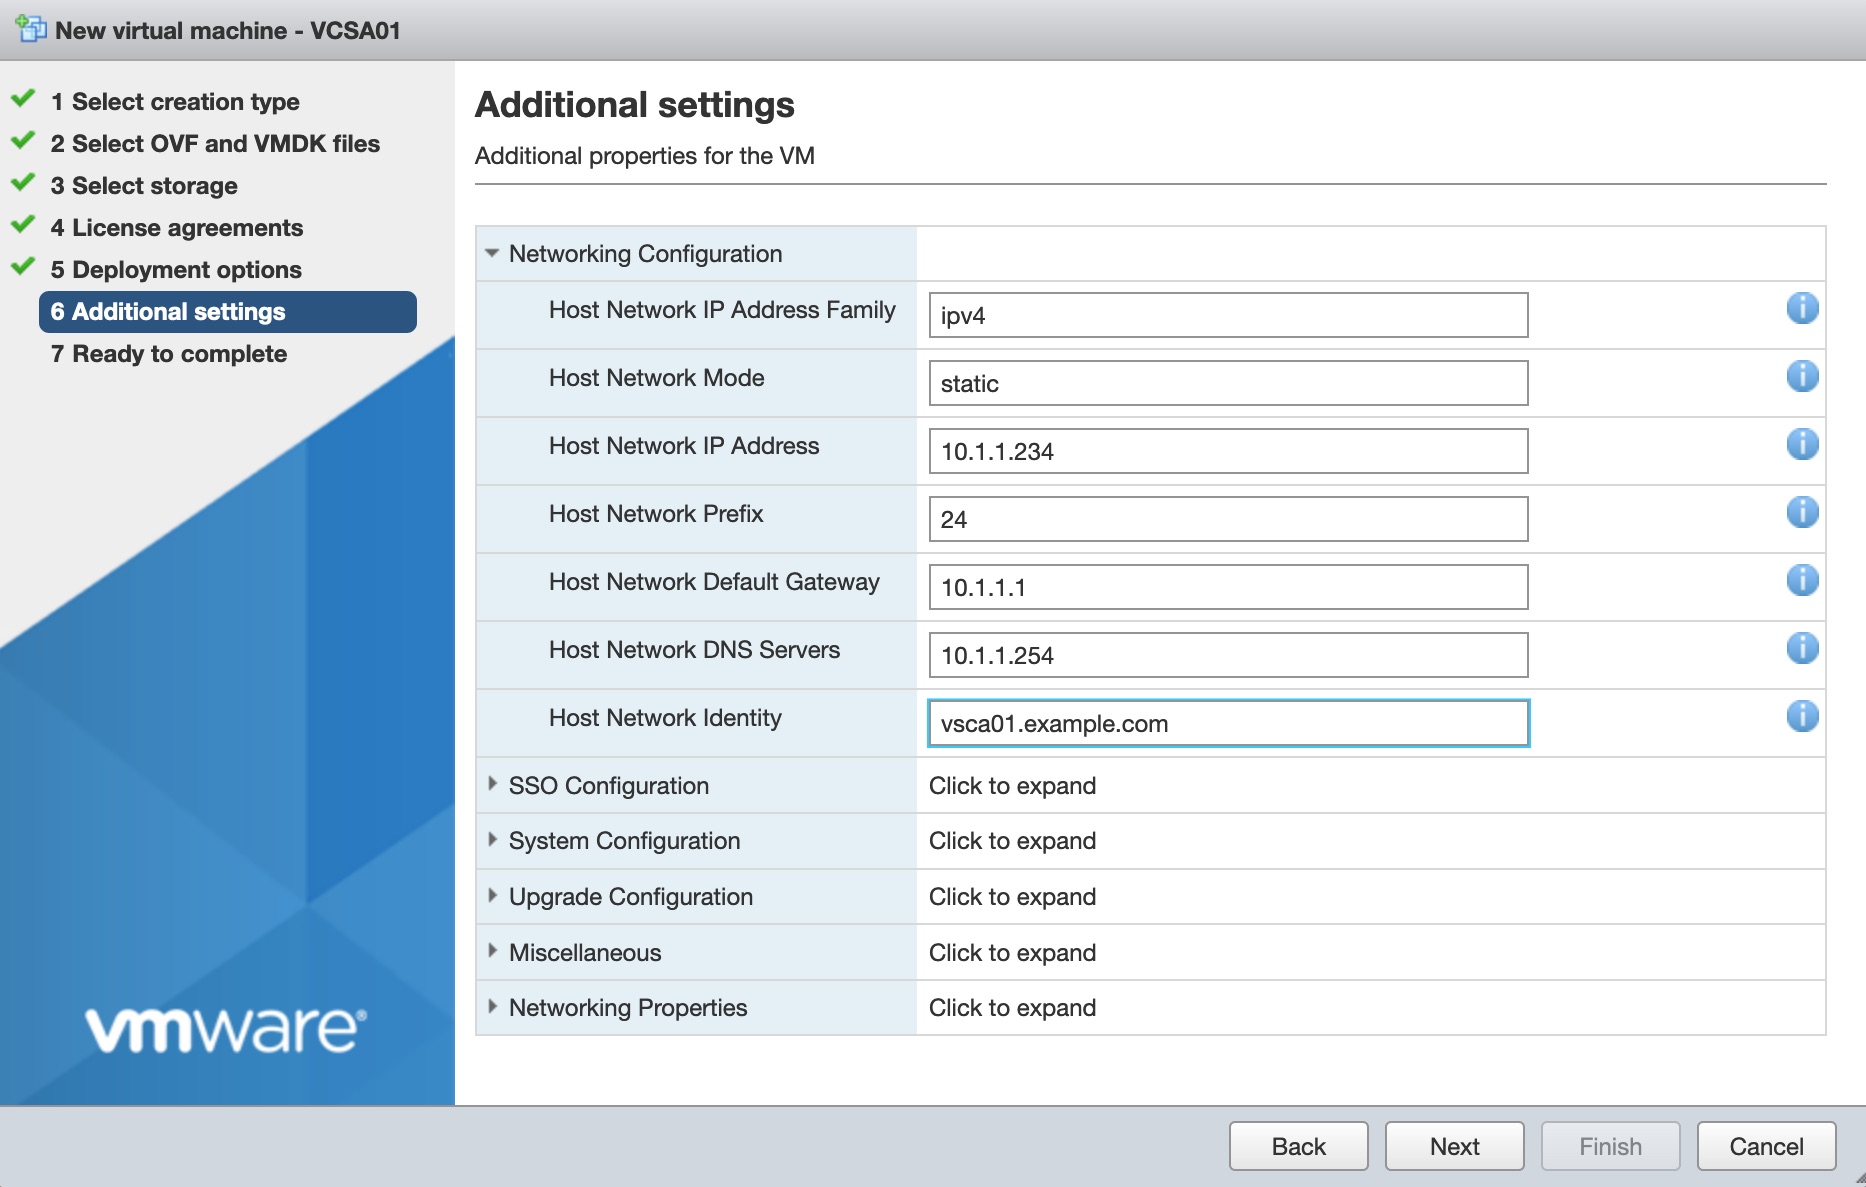 New virtual machine - VCSA01
1 Select creation type
2 Select OVF and VMDK files
3 Select storage
4 License agreements
5 Deployment options
6 Additional settings
7 Ready to complete
vmware®
Additional settings
Additional properties for the VM
Networking Configuration
Host Network IP Address Family ipv4
Host Network Mode static
Host Network IP Address 10.1.1.234
Host Network Prefix 24
Host Network Default Gateway 10.1.1.1
Host Network DNS Servers 10.1.1.254
Host Network Identity vsca01.example.com
SSO Configuration Click to expand
System Configuration Click to expand
Upgrade Configuration Click to expand
Miscellaneous Click to expand
Networking Properties Click to expand
Back Next Finish Cancel